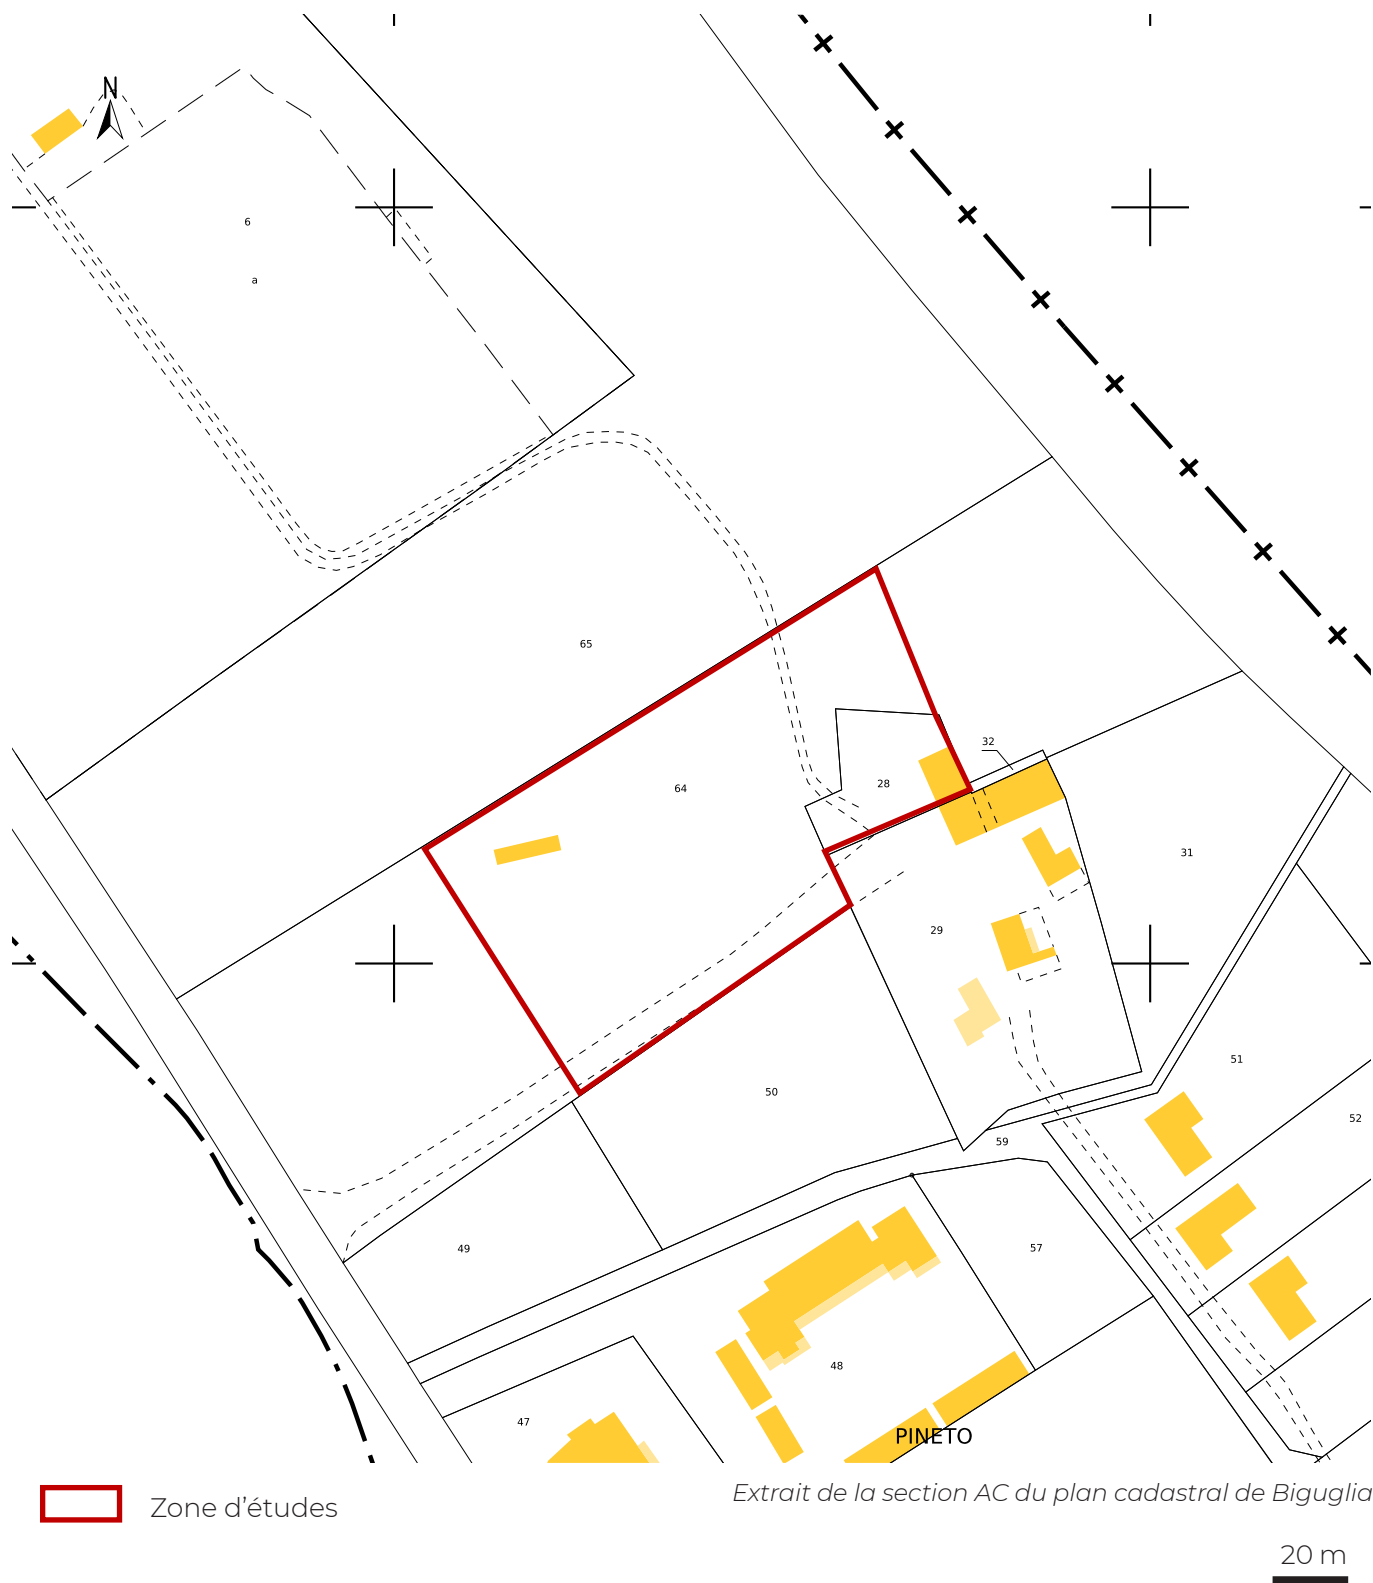 N
6
a
65
32
28
64
31
29
51
50
52
59
49
57
48
47
PINETO
Zone d’études
Extrait de la section AC du plan cadastral de Biguglia
20 m